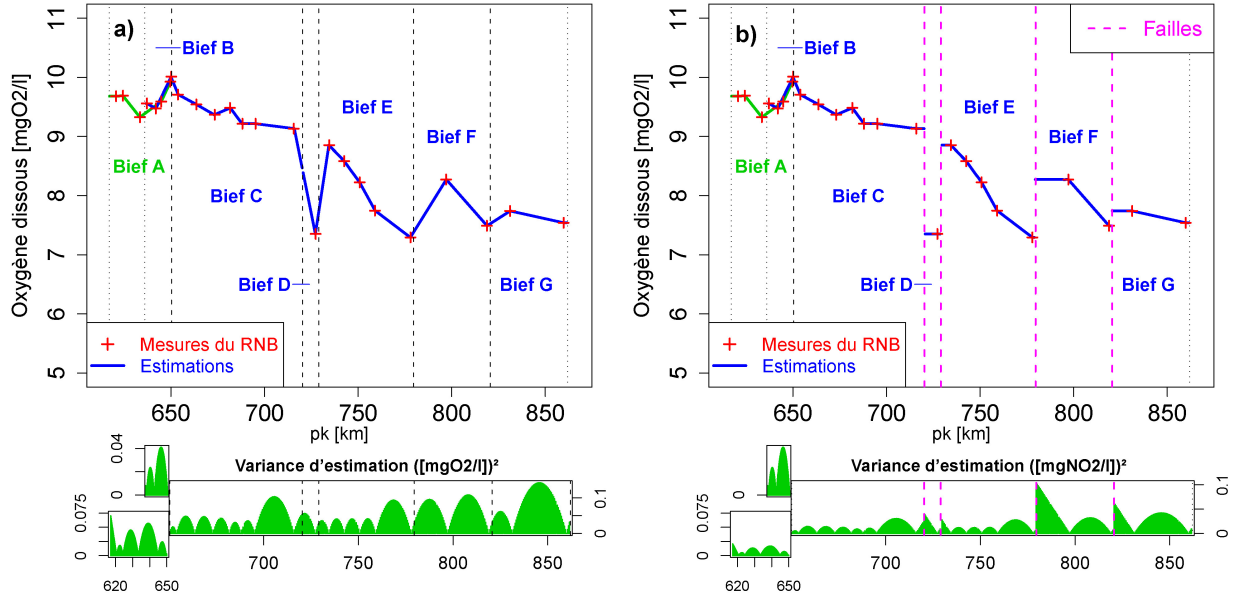 a)
Bief B
Bief E
Bief F
Bief A
Bief C
Bief D
Bief G
Oxygène dissous [mgO2/l]
11
10
9
8
7
6
5
Mesures du RNB
Estimations
650 700 750 800 850
pk [km]
Variance d'estimation ([mgO2/l])²
0.04
0
0.075
0
0.1
0
620 650
700 750 800 850
b)
Failles
Bief B
Bief E
Bief F
Bief A
Bief C
Bief D
Bief G
Oxygène dissous [mgO2/l]
11
10
9
8
7
6
5
Mesures du RNB
Estimations
650 700 750 800 850
pk [km]
Variance d'estimation ([mgNO2/l])²
0
0.075
0
0.1
0
620 650
700 750 800 850